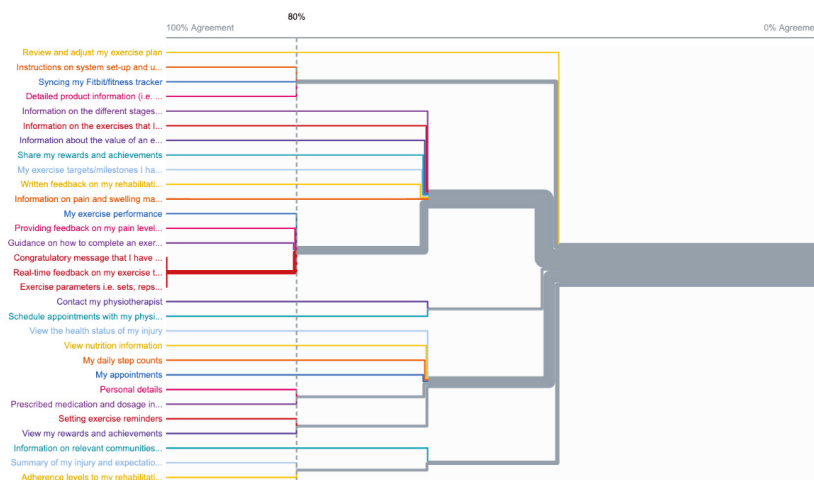 80%
100% Agreement
0% Agreeme
Review and adjust my exercise plan
Instructions on system set-up and u...
Syncing my Fitbit/fitness tracker
Detailed product information (i.e. ...
Information on the different stages...
Information on the exercises that I...
Information about the value of an e...
Share my rewards and achievements
My exercise targets/milestones I ha...
Written feedback on my rehabilitati...
Information on pain and swelling ma...
My exercise performance
Providing feedback on my pain level...
Guidance on how to complete an exer...
Congratulatory message that I have ...
Real-time feedback on my exercise t...
Exercise parameters i.e. sets, reps...
Contact my physiotherapist
Schedule appointments with my physi...
View the health status of my injury
View nutrition information
My daily step counts
My appointments
Personal details
Prescribed medication and dosage in...
Setting exercise reminders
View my rewards and achievements
Information on relevant communities...
Summary of my injury and expectatio...
Adherence levels to my rehabilitati...